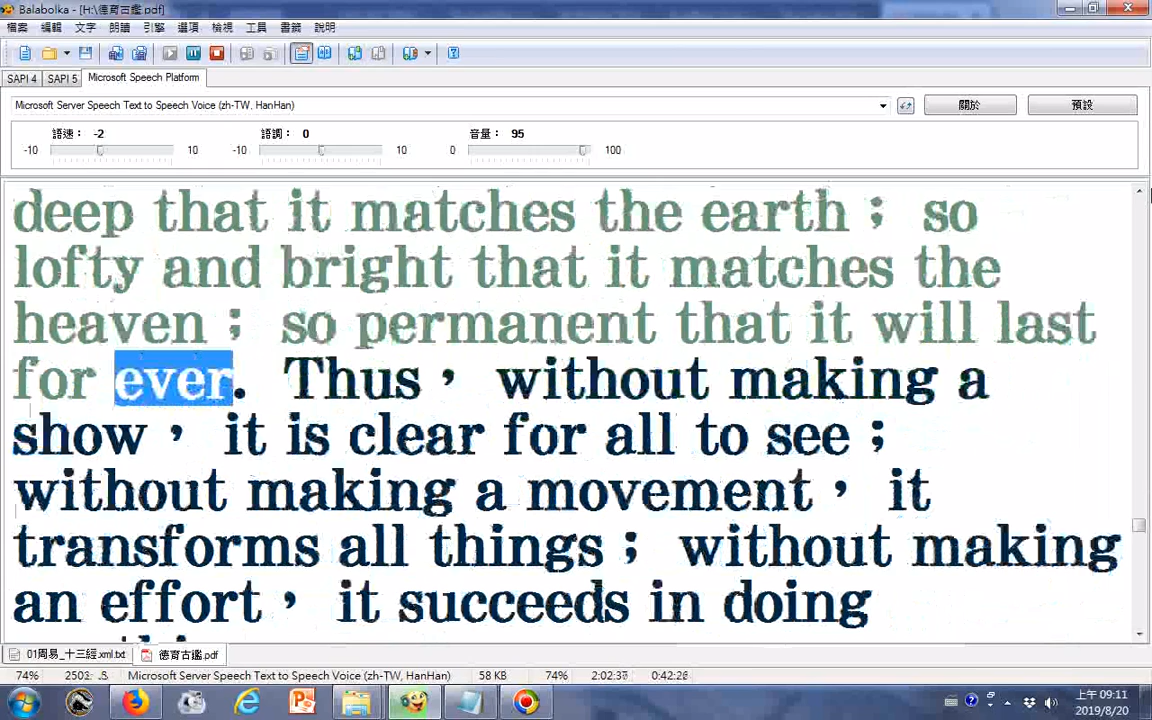 Balabolka - [H:\德育古鑑.pdf]
檔案 編輯 文字 朗讀 引擎 選項 檢視 工具 書籤 說明
SAPI 4 SAPI 5 Microsoft Speech Platform
Microsoft Server Speech Text to Speech Voice (zh-TW, HanHan) 關於 預設
語速： -2 語調： 0 音量： 95
-10 10 -10 10 0 100
deep that it matches the earth； so
lofty and bright that it matches the
heaven； so permanent that it will last
for ever. Thus， without making a
show， it is clear for all to see；
without making a movement， it
transforms all things； without making
an effort， it succeeds in doing
01周易_十三經.xml.txt 德育古鑑.pdf
74% Microsoft Server Speech Text to Speech Voice (zh-TW, HanHan) 58 KB 74% 0:42:26
上午 09:11
2019/8/20